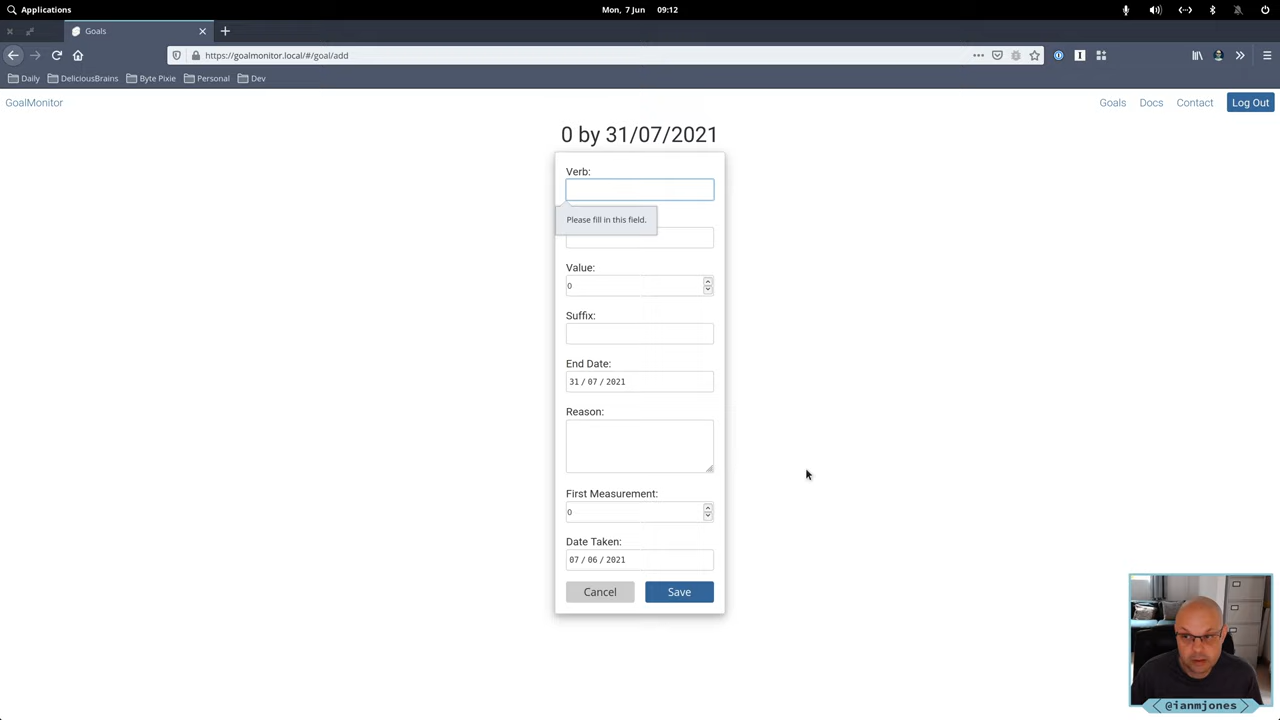 Applications
Mon, 7 Jun 09:12
Goals
https://goalmonitor.local/#/goal/add
Daily DeliciousBrains Byte Pixie Personal Dev
GoalMonitor
Goals Docs Contact Log Out
0 by 31/07/2021
Verb:
Please fill in this field.
Value:
0
Suffix:
End Date:
31 / 07 / 2021
Reason:
First Measurement:
0
Date Taken:
07 / 06 / 2021
Cancel Save
@ianmjones